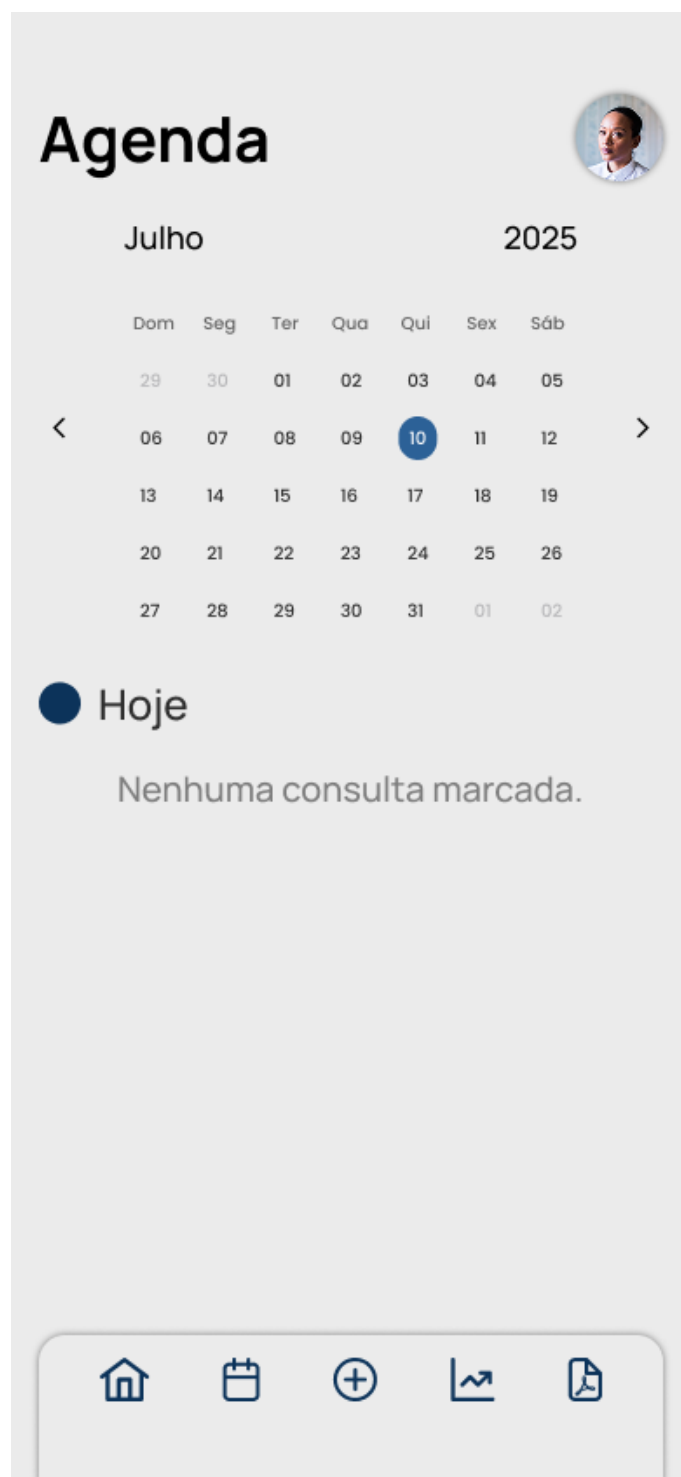 Agenda
Julho 2025
Dom Seg Ter Qua Qui Sex Sáb
29 30 01 02 03 04 05
06 07 08 09 10 11 12
13 14 15 16 17 18 19
20 21 22 23 24 25 26
27 28 29 30 31 01 02
Hoje
Nenhuma consulta marcada.